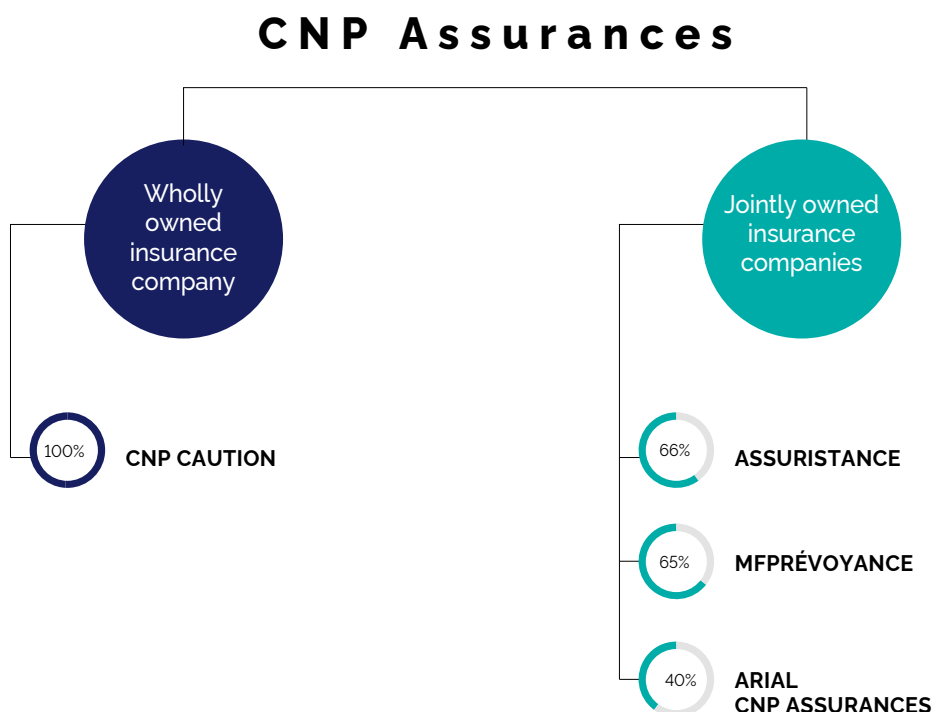 CNP Assurances
Wholly
owned
insurance
company
Jointly owned
insurance
companies
100%
CNP CAUTION
66%
ASSURISTANCE
65%
MFPRÉVOYANCE
40%
ARIAL
CNP ASSURANCES